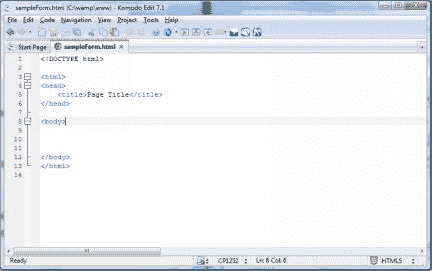 sampleForm.html (C:\wamp\www) - Komodo Edit 7.1
File Edit Code Navigation View Project Tools Help
Start Page sampleForm.html
1 <!DOCTYPE html>
2
3 <html>
4 <head>
5 <title>Page Title</title>
6 </head>
7
8 <body>
9
10
11
12 </body>
13 </html>
14
Ready CP1252 Ln: 8 Col: 6 HTML5